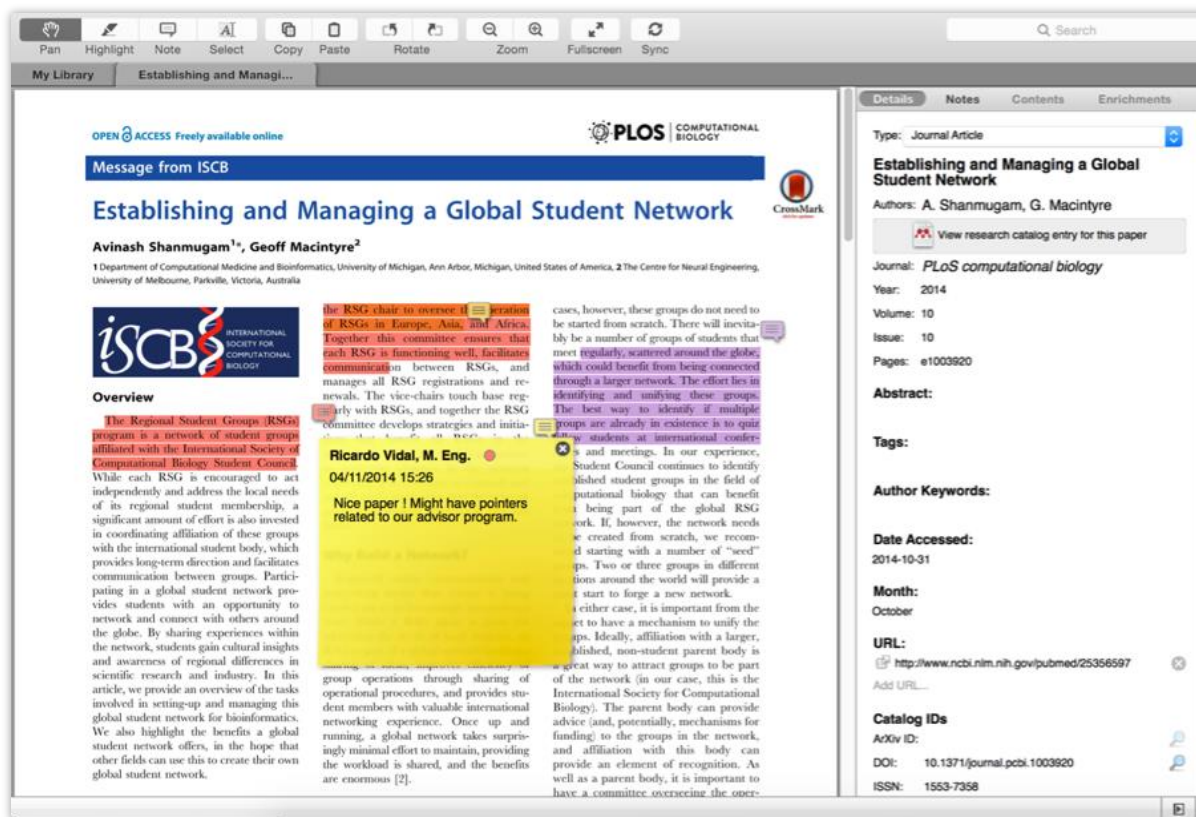 Pan Highlight Note Select Copy Paste Rotate Zoom Fullscreen Sync
Search
My Library
Establishing and Managi...
OPEN ACCESS Freely available online
PLOS COMPUTATIONAL
BIOLOGY
Message from ISCB
CrossMark
Establishing and Managing a Global Student Network
Avinash Shanmugam1*, Geoff Macintyre2
1 Department of Computational Medicine and Bioinformatics, University of Michigan, Ann Arbor, Michigan, United States of America, 2 The Centre for Neural Engineering,
University of Melbourne, Parkville, Victoria, Australia
iSCB
INTERNATIONAL
SOCIETY FOR
COMPUTATIONAL
BIOLOGY
Overview
The Regional Student Groups (RSGs)
program is a network of student groups
affiliated with the International Society of
Computational Biology Student Council.
While each RSG is encouraged to act
independently and address the local needs
of its regional student membership, a
significant amount of effort is also invested
in coordinating affiliation of these groups
with the international student body, which
provides long-term direction and facilitates
communication between groups. Partici-
pating in a global student network pro-
vides students with an opportunity to
network and connect with others around
the globe. By sharing experiences within
the network, students gain cultural insights
and awareness of regional differences in
scientific research and industry. In this
article, we provide an overview of the tasks
involved in setting-up and managing this
global student network for bioinformatics.
We also highlight the benefits a global
student network offers, in the hope that
other fields can use this to create their own
global student network.
the RSG chair to oversee the
of RSGs in Europe, Asia, and Africa.
Together this committee ensures that
each RSG is functioning well, facilitates
communication between RSGs, and
manages all RSG registrations and re-
newals. The vice-chairs touch base reg-
with RSGs, and together the RSG
committee develops strategies and initia-
Ricardo Vidal, M. Eng.
04/11/2014 15:26
Nice paper ! Might have pointers
related to our advisor program.
Why Build a Network?
group operations through sharing of
operational procedures, and provides stu-
dent members with valuable international
networking experience. Once up and
running, a global network takes surpris-
ingly minimal effort to maintain, providing
the workload is shared, and the benefits
are enormous [2].
cases, however, these groups do not need to
be started from scratch. There will inevita-
bly be a number of groups of students that
meet regularly, scattered around the globe,
which could benefit from being connected
through a larger network. The effort lies in
identifying and unifying these groups.
The best way to identify if multiple
groups are already in existence is to quiz
fellow students at international confer-
and meetings. In our experience,
Student Council continues to identify
student groups in the field of
computational biology that can benefit
being part of the global RSG
If, however, the network needs
created from scratch, we recom-
starting with a number of “seed”
Two or three groups in different
around the world will provide a
start to forge a new network.
either case, it is important from the
to have a mechanism to unify the
Ideally, affiliation with a larger,
non-student parent body is
a great way to attract groups to be part
of the network (in our case, this is the
International Society for Computational
Biology). The parent body can provide
advice (and, potentially, mechanisms for
funding) to the groups in the network,
and affiliation with this body can
provide an element of recognition. As
well as a parent body, it is important to
have a committee overseeing the oper-
Details Notes Contents Enrichments
Type: Journal Article
Establishing and Managing a Global
Student Network
Authors: A. Shanmugam, G. Macintyre
View research catalog entry for this paper
Journal: PLoS computational biology
Year: 2014
Volume: 10
Issue: 10
Pages: e1003920
Abstract:
Tags:
Author Keywords:
Date Accessed:
2014-10-31
Month:
October
URL:
http://www.ncbi.nlm.nih.gov/pubmed/25356597
Add URL...
Catalog IDs
ArXiv ID:
DOI: 10.1371/journal.pcbi.1003920
ISSN: 1553-7358